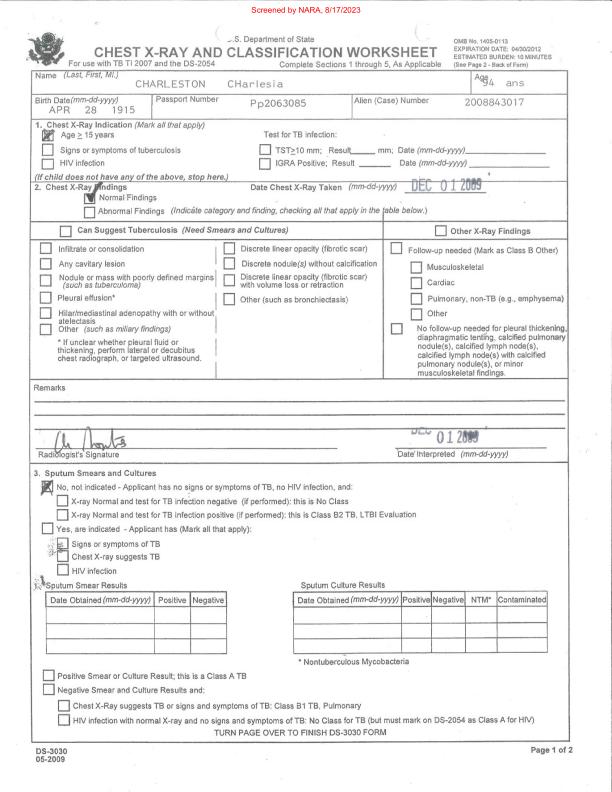 Screened by NARA, 8/17/2023
U.S. Department of State
CHEST X-RAY AND CLASSIFICATION WORKSHEET
For use with TB TI 2007 and the DS-2054
Complete Sections 1 through 5, As Applicable
OMB No. 1405-0113
EXPIRATION DATE: 04/30/2012
ESTIMATED BURDEN: 10 MINUTES
(See Page 2 - Back of Form)
Name (Last, First, MI.)
CHARLESTON CHarlesia
Age
94 ans
Birth Date (mm-dd-yyyy)
APR 28 1915
Passport Number
Pp2063085
Alien (Case) Number
2008843017
1. Chest X-Ray Indication (Mark all that apply)
Age ≥ 15 years
Test for TB infection:
Signs or symptoms of tuberculosis
TST≥10 mm; Result mm; Date (mm-dd-yyyy)
HIV infection
IGRA Positive; Result Date (mm-dd-yyyy)
(If child does not have any of the above, stop here.)
2. Chest X-Ray Findings
Date Chest X-Ray Taken (mm-dd-yyyy) DEC 01 2009
Normal Findings
Abnormal Findings (Indicate category and finding, checking all that apply in the table below.)
Can Suggest Tuberculosis (Need Smears and Cultures)
Other X-Ray Findings
Infiltrate or consolidation
Any cavitary lesion
Nodule or mass with poorly defined margins
(such as tuberculoma)
Pleural effusion*
Hilar/mediastinal adenopathy with or without
atelectasis
Other (such as miliary findings)
* If unclear whether pleural fluid or
thickening, perform lateral or decubitus
chest radiograph, or targeted ultrasound.
Discrete linear opacity (fibrotic scar)
Discrete nodule(s) without calcification
Discrete linear opacity (fibrotic scar)
with volume loss or retraction
Other (such as bronchiectasis)
Follow-up needed (Mark as Class B Other)
Musculoskeletal
Cardiac
Pulmonary, non-TB (e.g., emphysema)
Other
No follow-up needed for pleural thickening,
diaphragmatic tenting, calcified pulmonary
nodule(s), calcified lymph node(s),
calcified lymph node(s) with calcified
pulmonary nodule(s), or minor
musculoskeletal findings.
Remarks
DEC 01 2009
Radiologist's Signature
Date Interpreted (mm-dd-yyyy)
3. Sputum Smears and Cultures
No, not indicated - Applicant has no signs or symptoms of TB, no HIV infection, and:
X-ray Normal and test for TB infection negative (if performed): this is No Class
X-ray Normal and test for TB infection positive (if performed): this is Class B2 TB, LTBI Evaluation
Yes, are indicated - Applicant has (Mark all that apply):
Signs or symptoms of TB
Chest X-ray suggests TB
HIV infection
Sputum Smear Results
Date Obtained (mm-dd-yyyy) Positive Negative
Sputum Culture Results
Date Obtained (mm-dd-yyyy) Positive Negative NTM* Contaminated
* Nontuberculous Mycobacteria
Positive Smear or Culture Result; this is a Class A TB
Negative Smear and Culture Results and:
Chest X-Ray suggests TB or signs and symptoms of TB: Class B1 TB, Pulmonary
HIV infection with normal X-ray and no signs and symptoms of TB: No Class for TB (but must mark on DS-2054 as Class A for HIV)
TURN PAGE OVER TO FINISH DS-3030 FORM
DS-3030
05-2009
Page 1 of 2